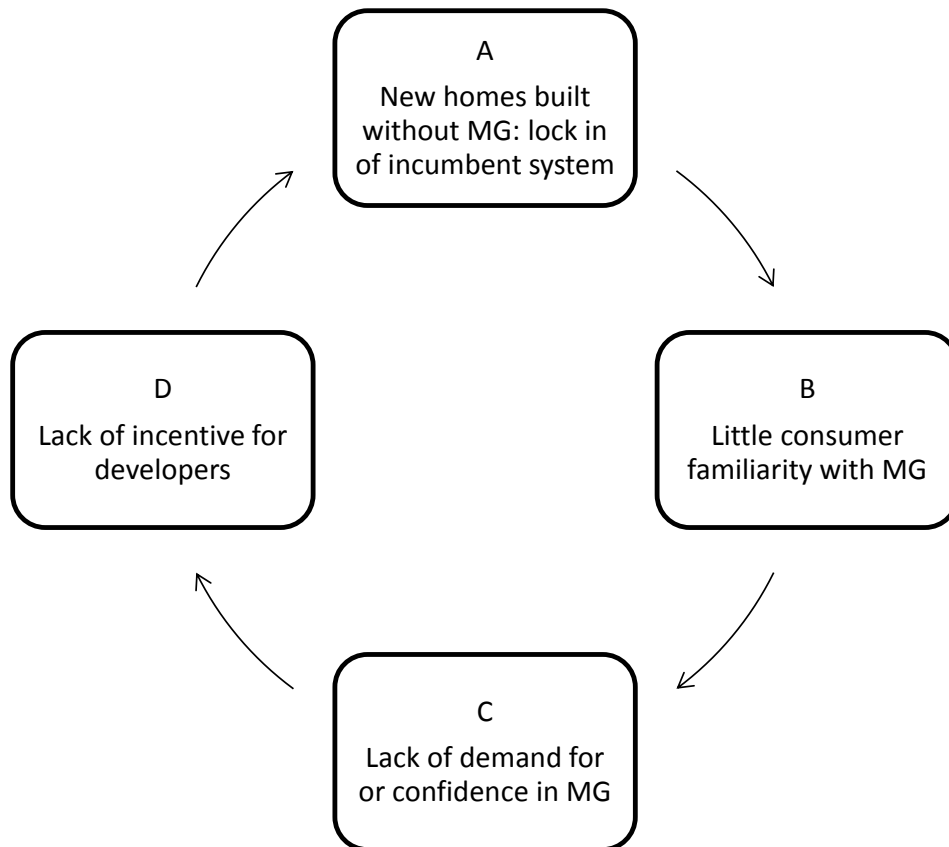 A
New homes built
without MG: lock in
of incumbent system
D
Lack of incentive for
developers
B
Little consumer
familiarity with MG
C
Lack of demand for
or confidence in MG